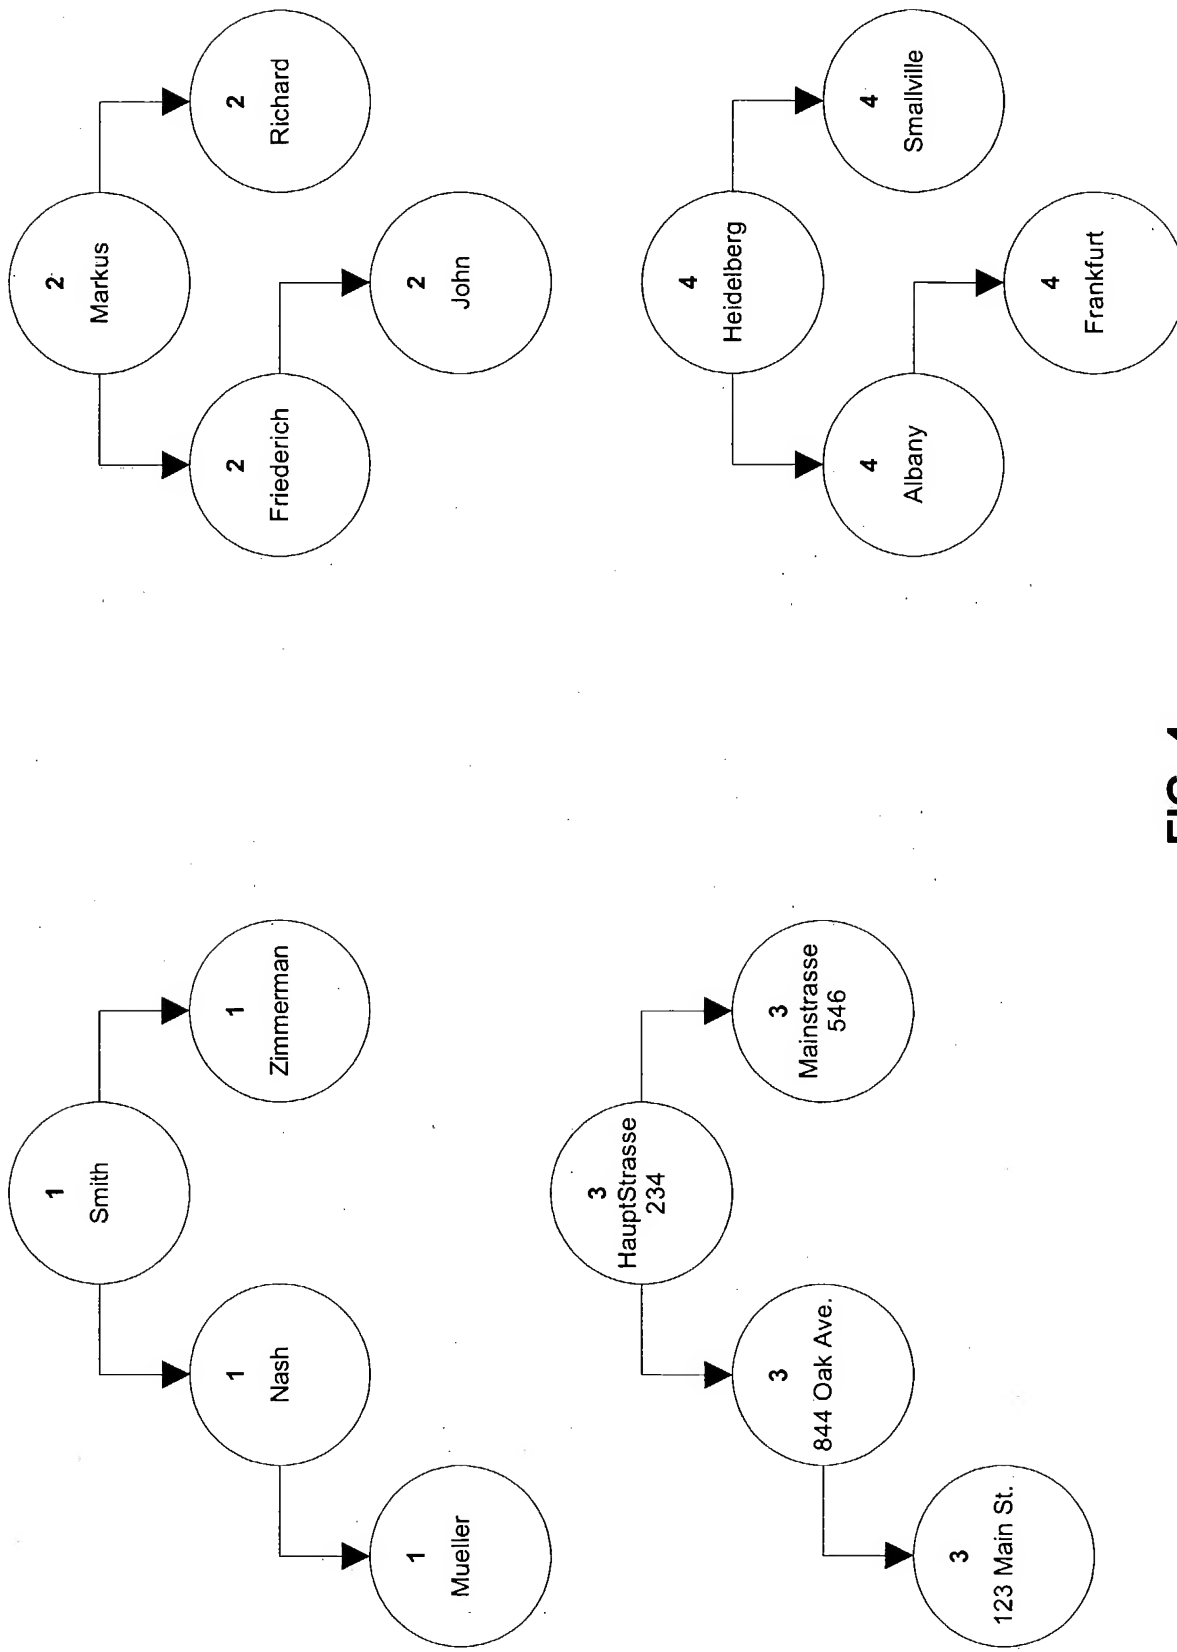 1
Smith
1
Nash
1
Zimmerman
1
Mueller
2
Markus
2
Friederich
2
Richard
2
John
3
HauptStrasse
234
3
844 Oak Ave.
3
Mainstrasse
546
3
123 Main St.
4
Heidelberg
4
Albany
4
Smallville
4
Frankfurt
FIG.